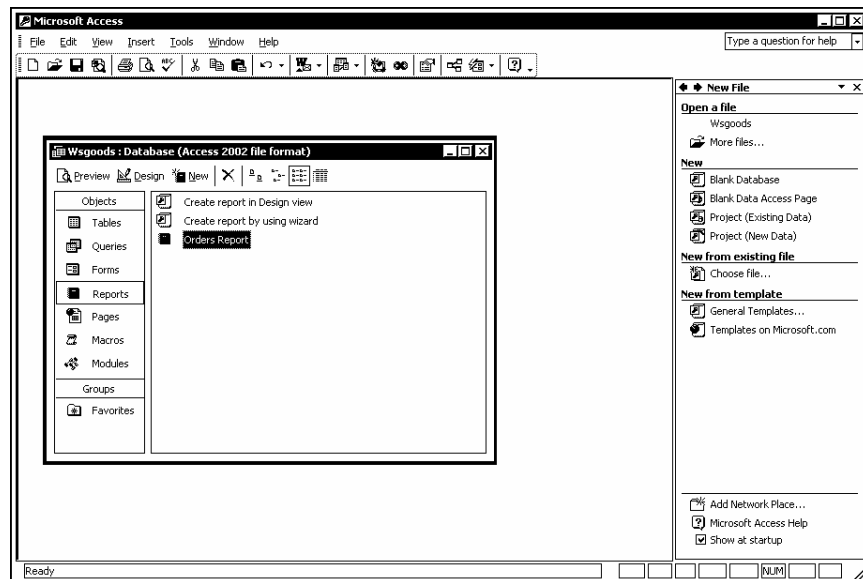 Microsoft Access
File Edit View Insert Tools Window Help
Type a question for help
New File
Open a file
Wsgoods
More files...
New
Blank Database
Blank Data Access Page
Project (Existing Data)
Project (New Data)
New from existing file
Choose file...
New from template
General Templates...
Templates on Microsoft.com
Add Network Place...
Microsoft Access Help
Show at startup
Wsgoods : Database (Access 2002 file format)
Preview Design New
Objects
Tables
Queries
Forms
Reports
Pages
Macros
Modules
Groups
Favorites
Create report in Design view
Create report by using wizard
Orders Report
Ready
NUM